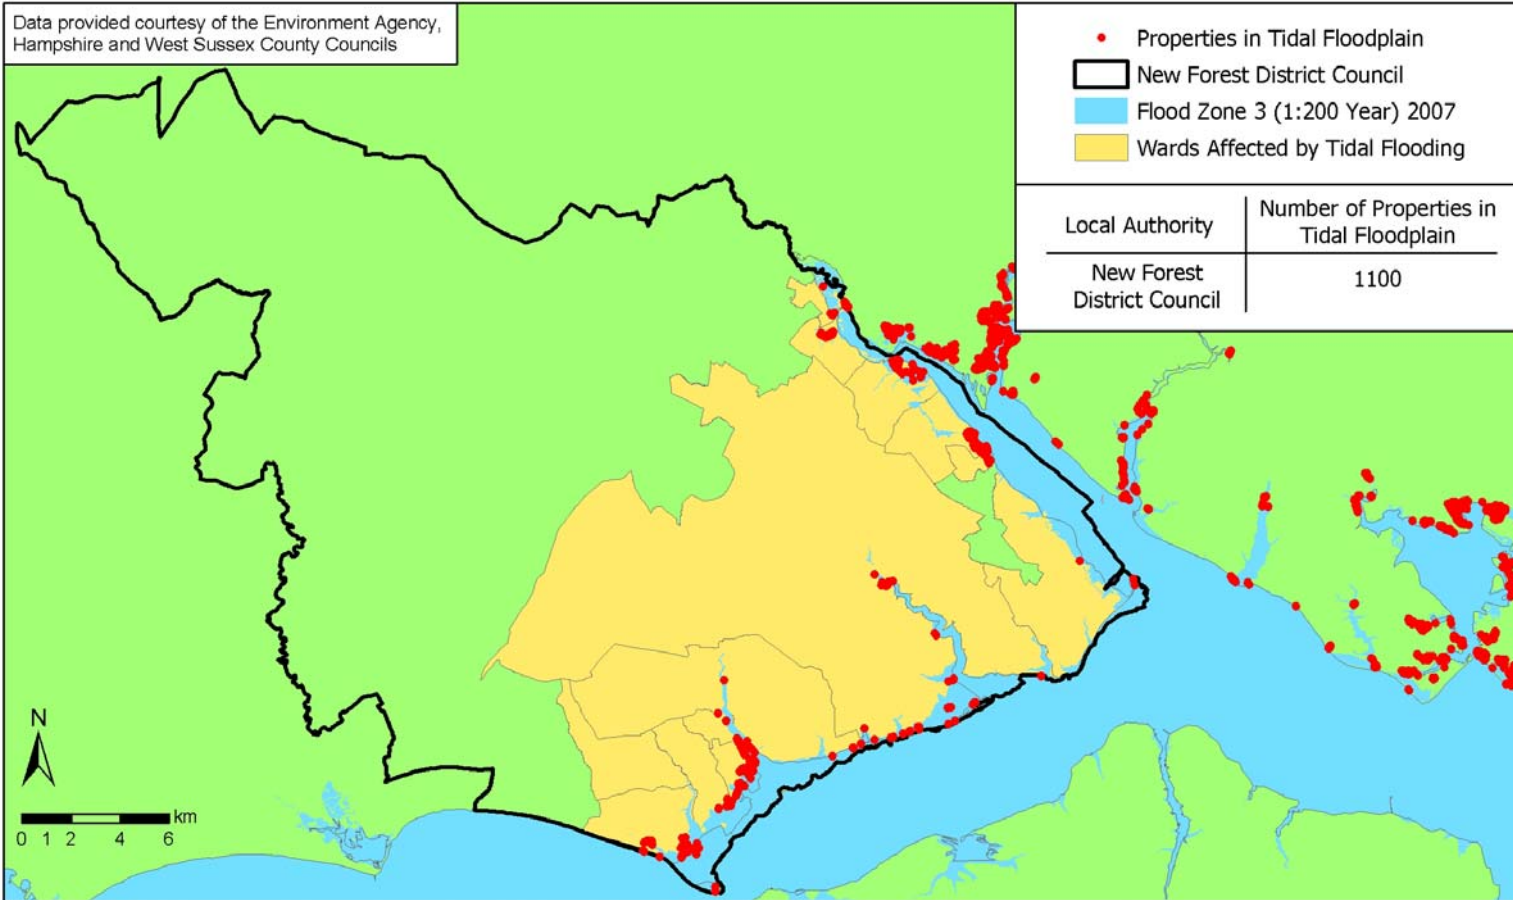 Data provided courtesy of the Environment Agency,
Hampshire and West Sussex County Councils
Properties in Tidal Floodplain
New Forest District Council
Flood Zone 3 (1:200 Year) 2007
Wards Affected by Tidal Flooding
Local Authority
Number of Properties in
Tidal Floodplain
New Forest
District Council
1100
N
km
0 1 2 4 6